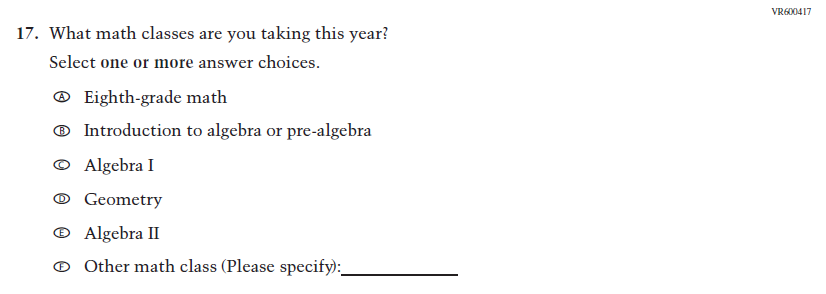 VR600417
17. What math classes are you taking this year?
Select one or more answer choices.
A Eighth-grade math
B Introduction to algebra or pre-algebra
C Algebra I
D Geometry
E Algebra II
F Other math class (Please specify):